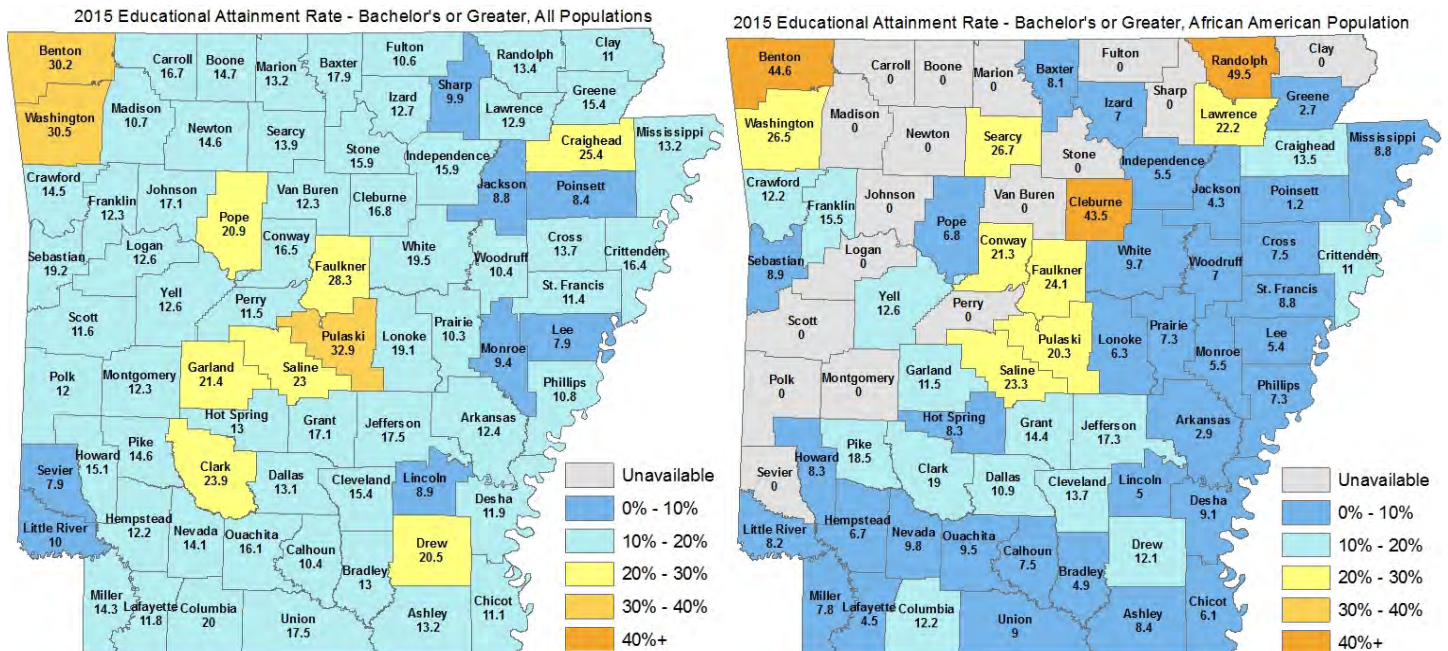 2015 Educational Attainment Rate - Bachelor's or Greater, All Populations
Benton
30.2
Carroll
16.7
Boone
14.7
Marion
13.2
Baxter
17.9
Fulton
10.6
Sharp
9.9
Randolph
13.4
Clay
11
Washington
30.5
Madison
10.7
Newton
14.6
Searcy
13.9
Izard
12.7
Stone
15.9
Independence
15.9
Lawrence
12.9
Greene
15.4
Craighead
25.4
Mississippi
13.2
Crawford
14.5
Franklin
12.3
Johnson
17.1
Pope
20.9
Van Buren
12.3
Cleburne
16.8
Jackson
8.8
Poinsett
8.4
Sebastian
19.2
Logan
12.6
Conway
16.5
Faulkner
28.3
White
19.5
Woodruff
10.4
Cross
13.7
Crittenden
16.4
Scott
11.6
Yell
12.6
Perry
11.5
Pulaski
32.9
Lonoke
19.1
Prairie
10.3
St. Francis
11.4
Monroe
9.4
Lee
7.9
Polk
12
Montgomery
12.3
Garland
21.4
Saline
23
Phillips
10.8
Hot Spring
13
Grant
17.1
Jefferson
17.5
Arkansas
12.4
Sevier
7.9
Howard
15.1
Pike
14.6
Clark
23.9
Dallas
13.1
Cleveland
15.4
Lincoln
8.9
Desha
11.9
Little River
10
Hempstead
12.2
Nevada
14.1
Ouachita
16.1
Calhoun
10.4
Bradley
13
Drew
20.5
Miller
14.3
Lafayette
11.8
Columbia
20
Union
17.5
Ashley
13.2
Chicot
11.1
Unavailable
0% - 10%
10% - 20%
20% - 30%
30% - 40%
40%+
2015 Educational Attainment Rate - Bachelor's or Greater, African American Population
Benton
44.6
Carroll
0
Boone
0
Marion
0
Baxter
8.1
Fulton
0
Sharp
0
Randolph
49.5
Clay
0
Washington
26.5
Madison
0
Newton
0
Searcy
26.7
Izard
7
Stone
0
Independence
5.5
Lawrence
22.2
Greene
2.7
Craighead
13.5
Mississippi
8.8
Crawford
12.2
Franklin
15.5
Johnson
0
Pope
6.8
Van Buren
0
Cleburne
43.5
Jackson
4.3
Poinsett
1.2
Sebastian
8.9
Logan
0
Conway
21.3
Faulkner
24.1
White
9.7
Woodruff
7
Cross
7.5
Crittenden
11
Scott
0
Yell
12.6
Perry
0
Pulaski
20.3
Lonoke
6.3
Prairie
7.3
St. Francis
8.8
Monroe
5.5
Lee
5.4
Polk
0
Montgomery
0
Garland
11.5
Saline
23.3
Phillips
7.3
Hot Spring
8.3
Grant
14.4
Jefferson
17.3
Arkansas
2.9
Sevier
0
Howard
8.3
Pike
18.5
Clark
19
Dallas
10.9
Cleveland
13.7
Lincoln
5
Desha
9.1
Little River
8.2
Hempstead
6.7
Nevada
9.8
Ouachita
9.5
Calhoun
7.5
Bradley
4.9
Drew
12.1
Miller
7.8
Lafayette
4.5
Columbia
12.2
Union
9
Ashley
8.4
Chicot
6.1
Unavailable
0% - 10%
10% - 20%
20% - 30%
30% - 40%
40%+